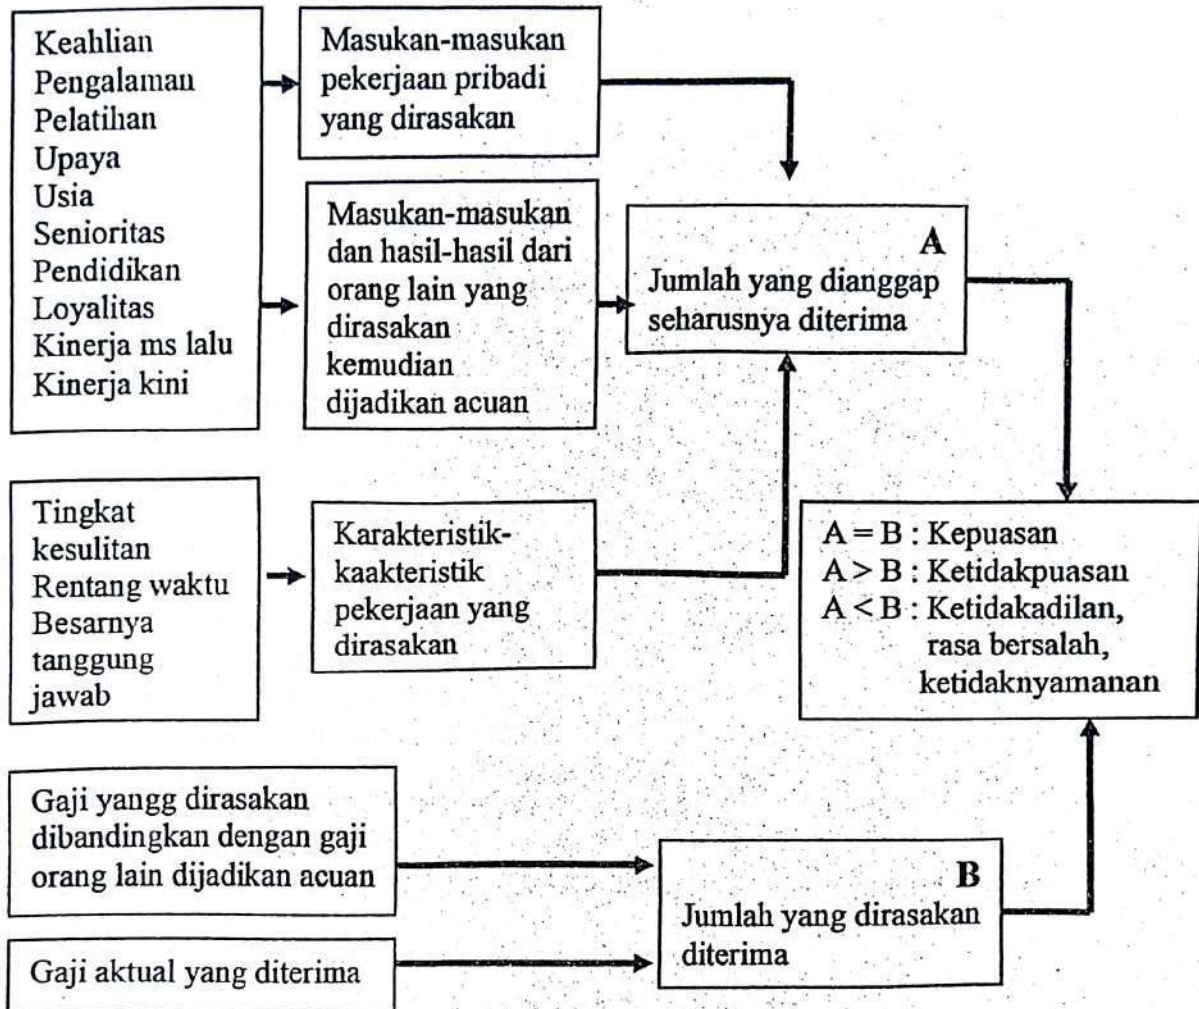 Keahlian
Pengalaman
Pelatihan
Upaya
Usia
Senioritas
Pendidikan
Loyalitas
Kinerja ms lalu
Kinerja kini
Masukan-masukan
pekerjaan pribadi
yang dirasakan
Masukan-masukan
dan hasil-hasil dari
orang lain yang
dirasakan
kemudian
dijadikan acuan
A
Jumlah yang dianggap
seharusnya diterima
Tingkat
kesulitan
Rentang waktu
Besarnya
tanggung
jawab
Karakteristik-
kaakteristik
pekerjaan yang
dirasakan
A = B : Kepuasan
A > B : Ketidakpuasan
A < B : Ketidakadilan,
rasa bersalah,
ketidaknyamanan
Gaji yangg dirasakan
dibandingkan dengan gaji
orang lain dijadikan acuan
Gaji aktual yang diterima
B
Jumlah yang dirasakan
diterima